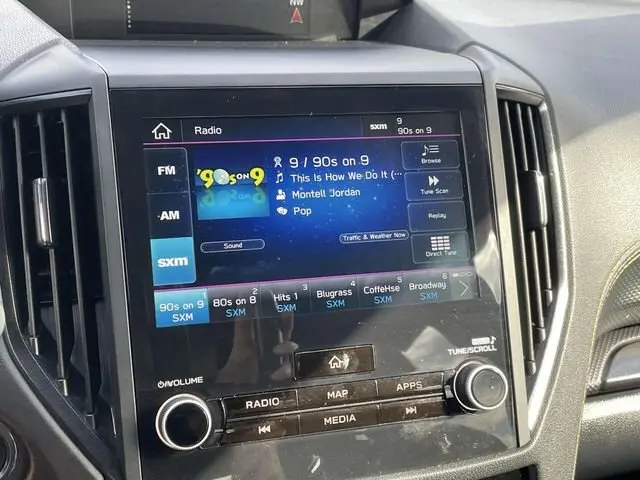 NW
Radio
sxm
9
90s on 9
FM
'90s ON 9
9 / 90s on 9
Browse
This Is How We Do It (···
Montell Jordan
Tune Scan
AM
Pop
Replay
Sound
Traffic & Weather Now
Direct Tune
sxm
90s on 9
SXM
2
80s on 8
SXM
3
Hits 1
SXM
4
Blugrass
SXM
5
CoffeHse
SXM
6
Broadway
SXM
TUNE/SCROLL
VOLUME
RADIO
MAP
APPS
MEDIA